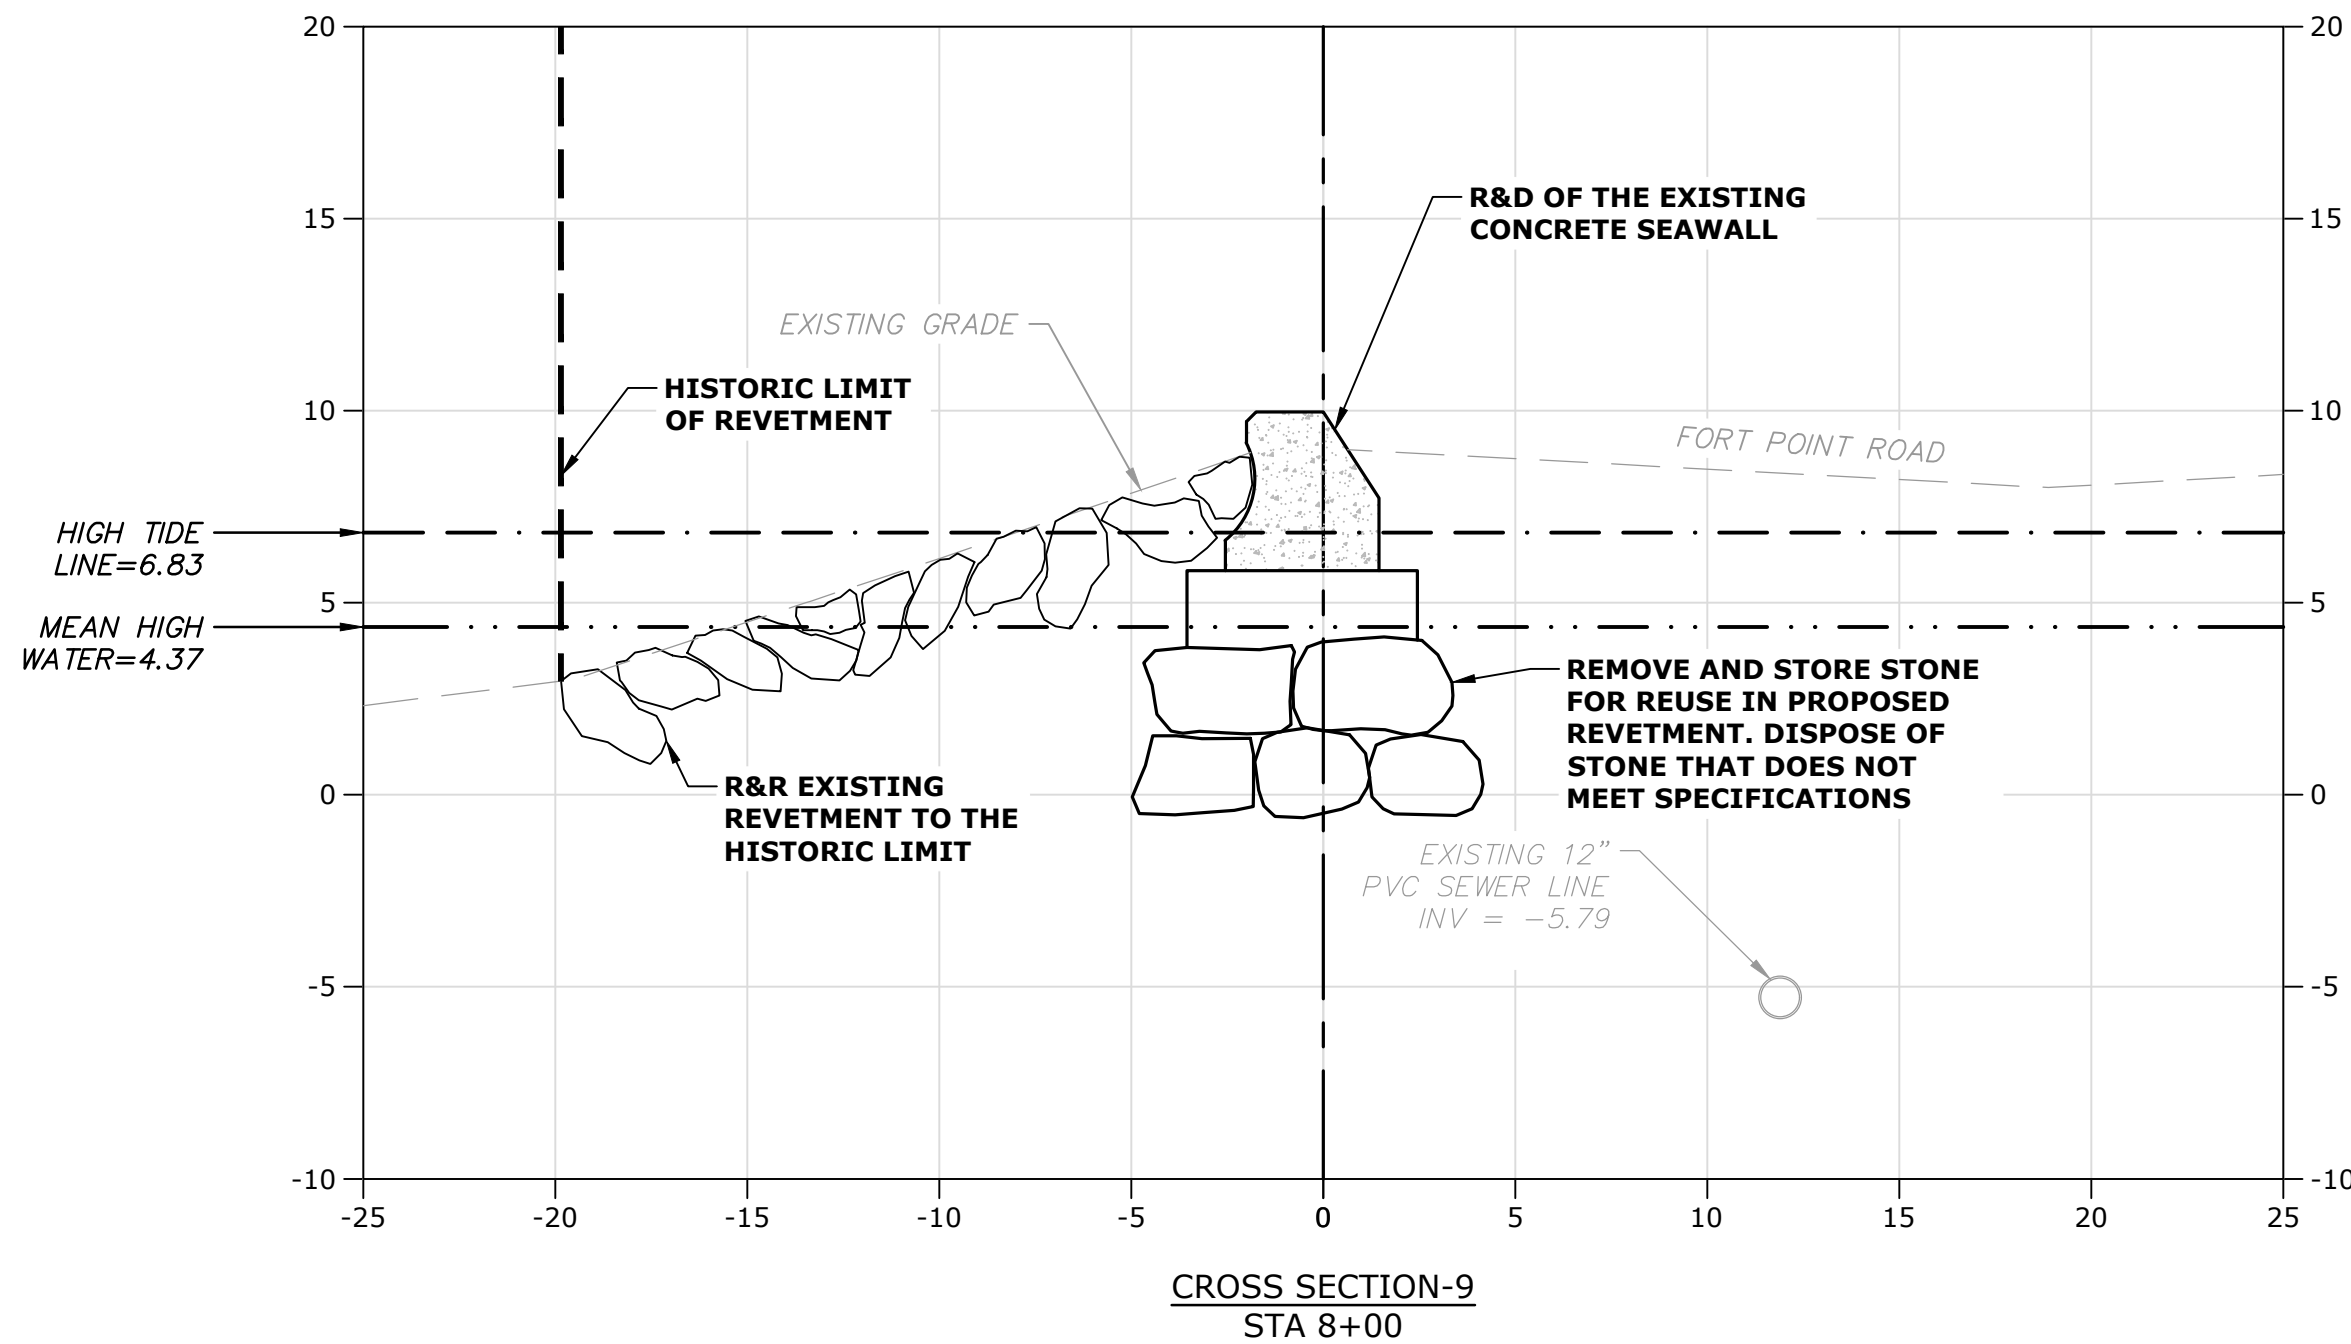 20
20
R&D OF THE EXISTING
CONCRETE SEAWALL
15
15
EXISTING GRADE
HISTORIC LIMIT
OF REVETMENT
10
10
FORT POINT ROAD
HIGH TIDE
LINE=6.83
5
5
MEAN HIGH
WATER=4.37
REMOVE AND STORE STONE
FOR REUSE IN PROPOSED
REVETMENT. DISPOSE OF
STONE THAT DOES NOT
MEET SPECIFICATIONS
R&R EXISTING
REVETMENT TO THE
HISTORIC LIMIT
0
0
EXISTING 12”
PVC SEWER LINE
INV = -5.79
-5
-5
-10
-10
-25 -20 -15 -10 -5 0 5 10 15 20 25
CROSS SECTION-9
STA 8+00